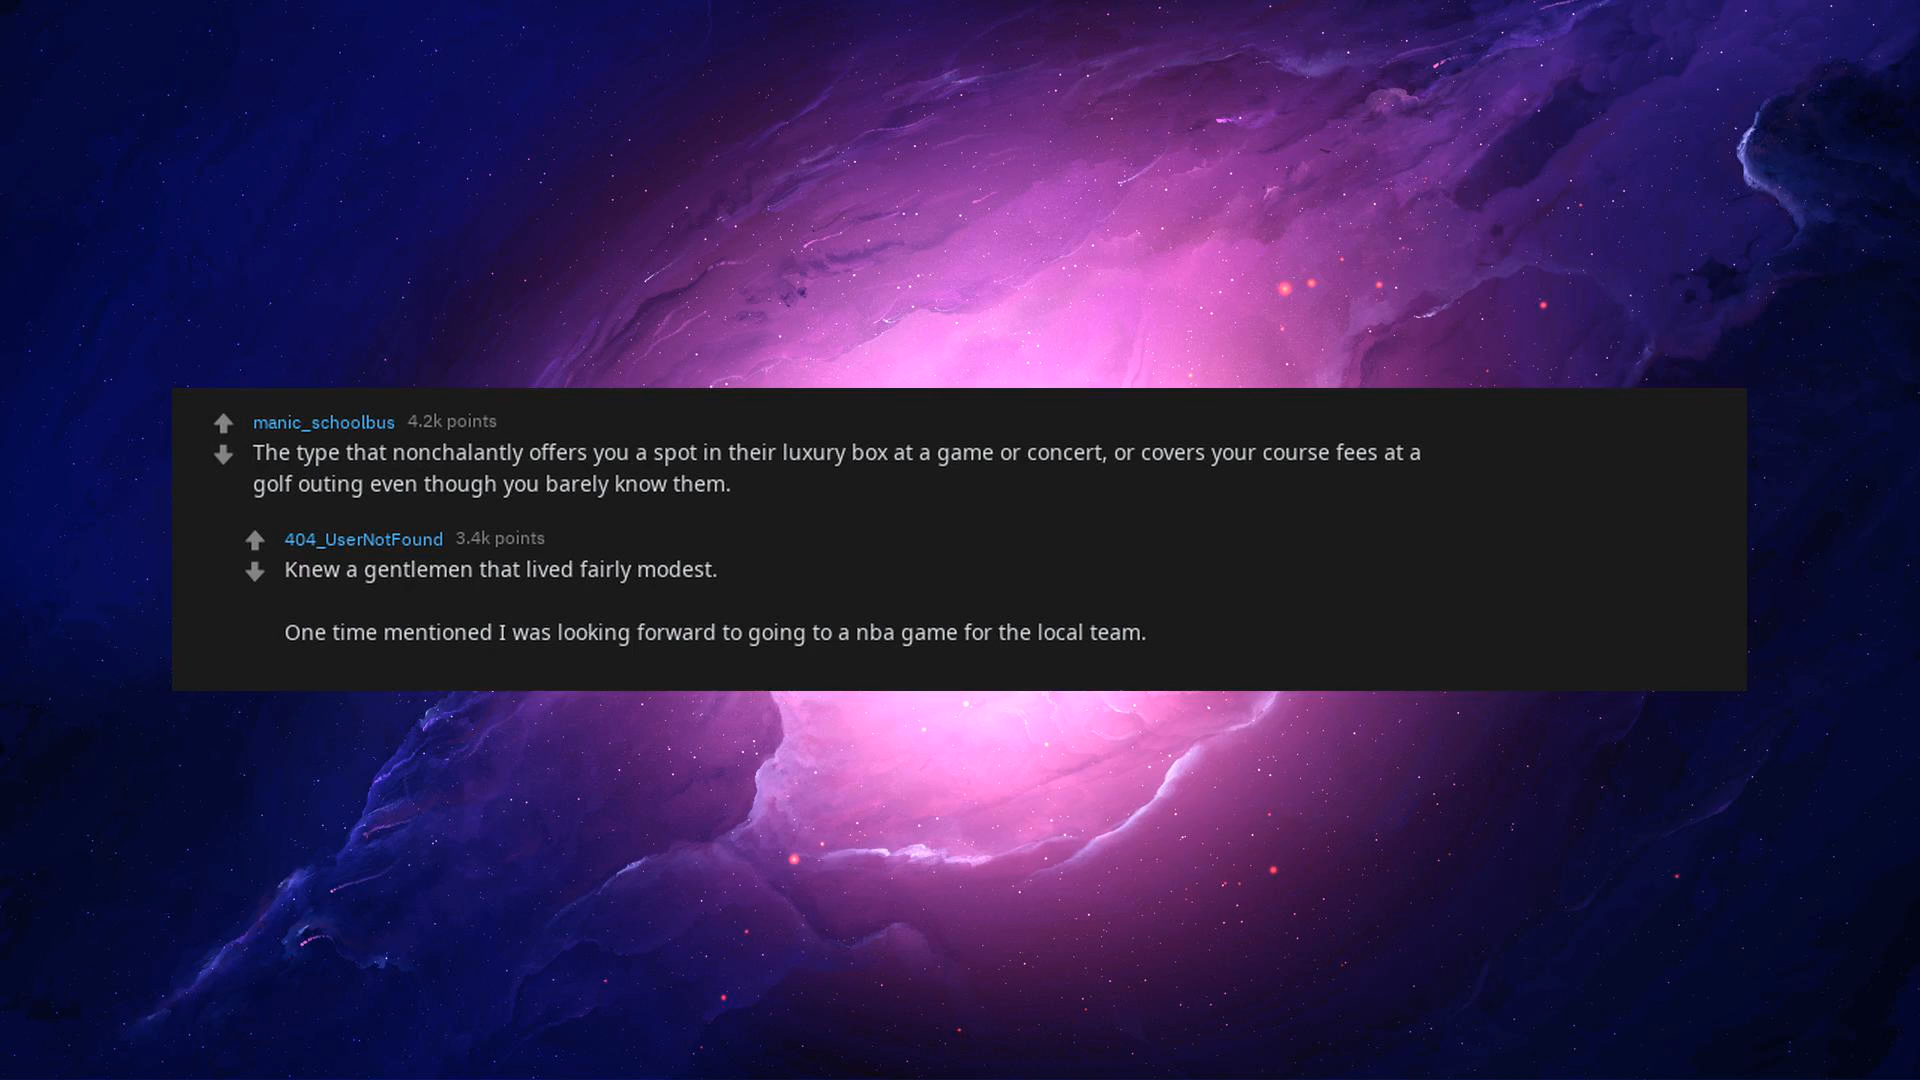 manic_schoolbus 4.2k points
The type that nonchalantly offers you a spot in their luxury box at a game or concert, or covers your course fees at a
golf outing even though you barely know them.
404_UserNotFound 3.4k points
Knew a gentlemen that lived fairly modest.
One time mentioned I was looking forward to going to a nba game for the local team.